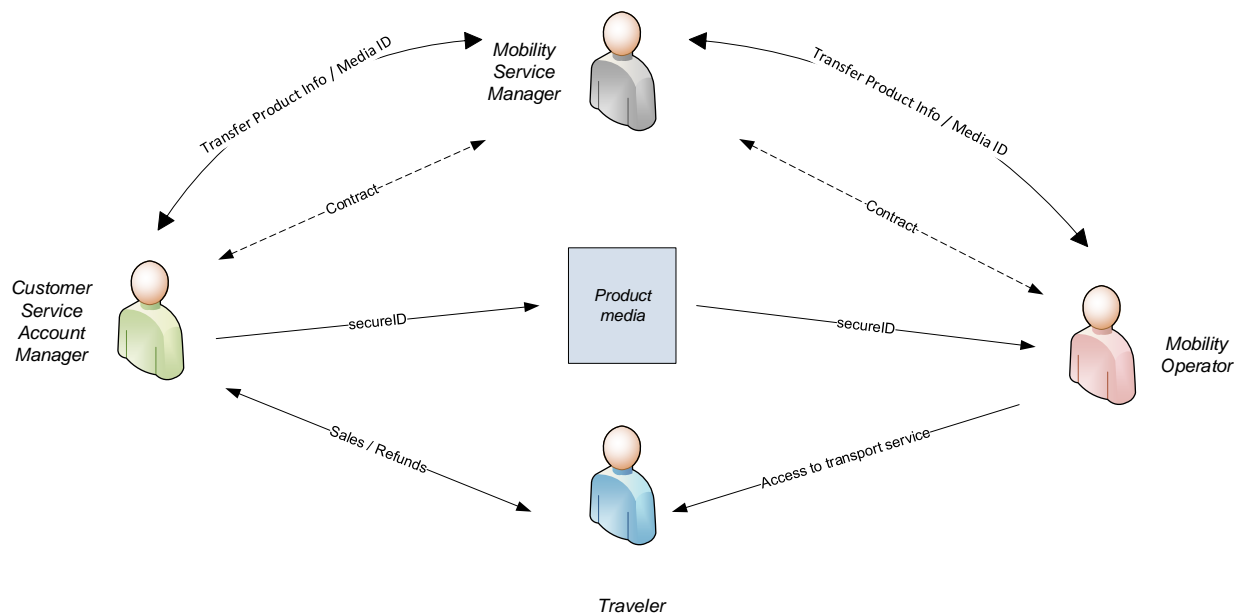 Mobility
Service
Manager
Transfer Product Info / Media ID
Transfer Product Info / Media ID
Contract
Contract
Customer
Service
Account
Manager
Product
media
secureID
secureID
Mobility
Operator
Sales / Refunds
Access to transport service
Traveler